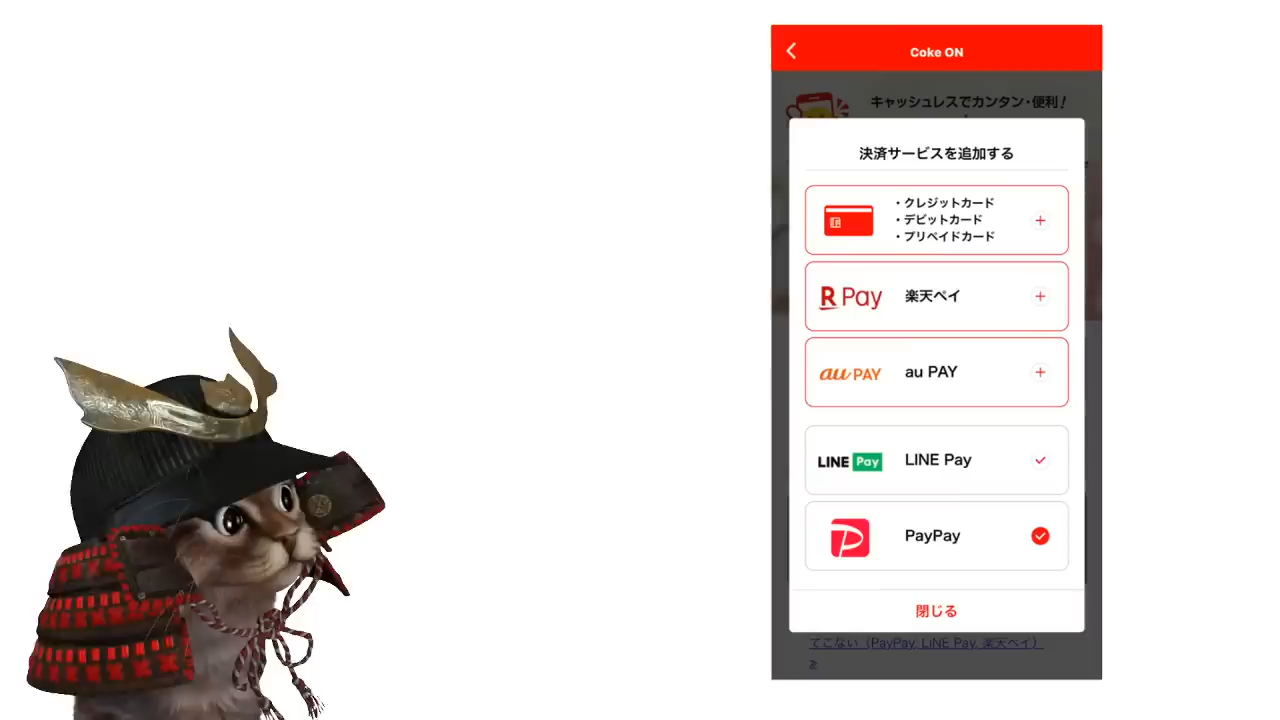 Coke ON
キャッシュレスでカンタン・便利！
決済サービスを追加する
・クレジットカード
・デビットカード
・プリペイドカード
R Pay 楽天ペイ
au PAY au PAY
LINE Pay LINE Pay
PayPay
閉じる
てこない（PayPay, LINE Pay, 楽天ペイ）
≥